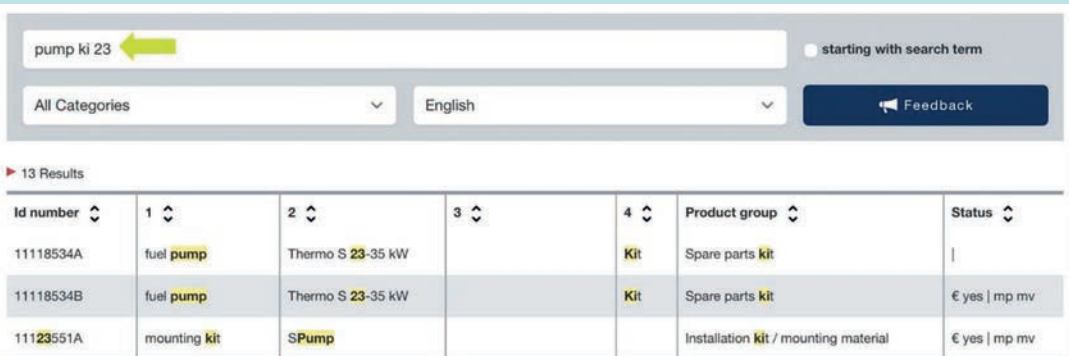 pump ki 23
starting with search term
All Categories English Feedback
13 Results
Id number 1 2 3 4 Product group Status
11118534A fuel pump Thermo S 23-35 kW Kit Spare parts kit |
11118534B fuel pump Thermo S 23-35 kW Kit Spare parts kit € yes | mp mv
11123551A mounting kit SPump Installation kit / mounting material € yes | mp mv